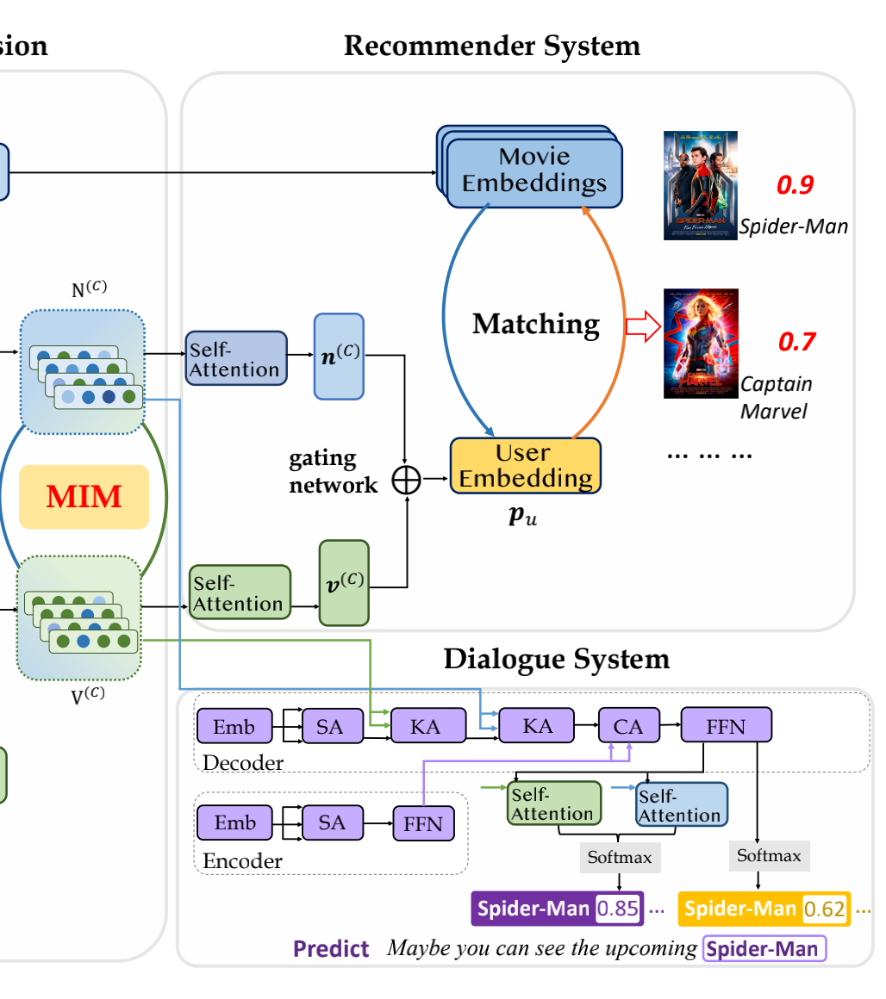 sion
Recommender System
Movie
Embeddings
0.9
Spider-Man
N(C)
Self-
Attention
n(C)
Matching
0.7
Captain
Marvel
... ... ...
gating
network
User
Embedding
pu
MIM
Self-
Attention
v(C)
V(C)
Dialogue System
Emb
SA
KA
KA
CA
FFN
Decoder
Self-
Attention
Self-
Attention
Emb
SA
FFN
Encoder
Softmax
Softmax
Spider-Man 0.85 ...
Spider-Man 0.62 ...
Predict Maybe you can see the upcoming Spider-Man
SPIDER-MAN
MARVEL